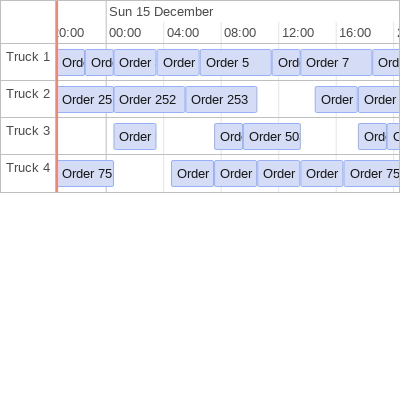 Sun 15 December
0:00 00:00 04:00 08:00 12:00 16:00
Truck 1 Ord Ord Order Order Order 5 Ord Order 7 Ord
Truck 2 Order 25 Order 252 Order 253 Order Order
Truck 3 Order Ord Order 50 Ord
Truck 4 Order 75 Order Order Order Order Order 75